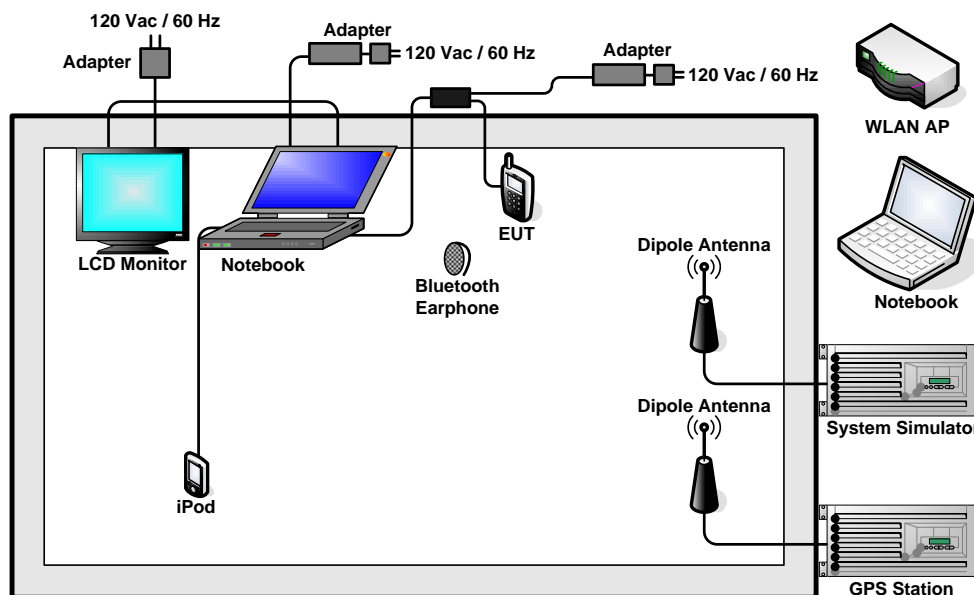 120 Vac / 60 Hz
Adapter
Adapter
120 Vac / 60 Hz
Adapter
120 Vac / 60 Hz
WLAN AP
LCD Monitor
Notebook
EUT
Bluetooth
Earphone
Dipole Antenna
Notebook
Dipole Antenna
System Simulator
iPod
GPS Station